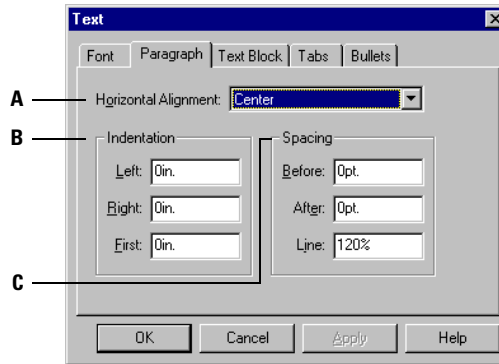 Text
Font Paragraph Text Block Tabs Bullets
A Horizontal Alignment: Center
B Indentation Spacing
Left: 0in. Before: 0pt.
Right: 0in. After: 0pt.
First: 0in. Line: 120%
C
OK Cancel Apply Help